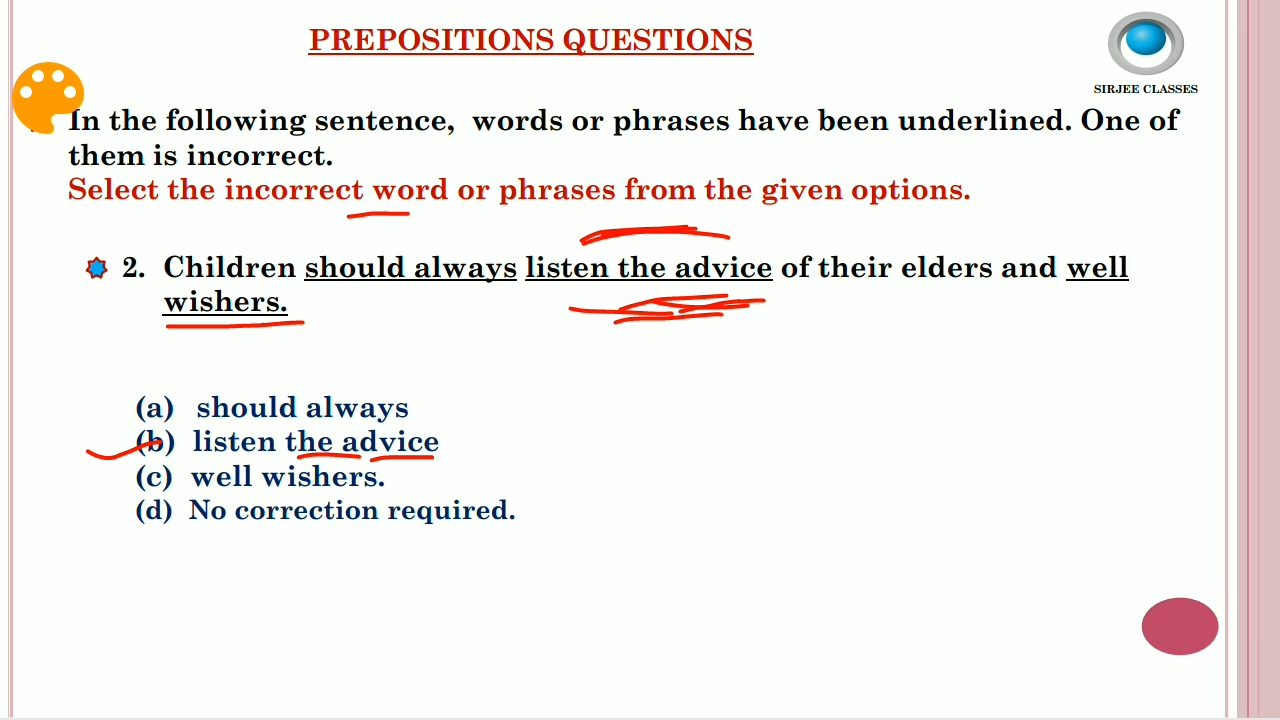 PREPOSITIONS QUESTIONS
SIRJEE CLASSES
In the following sentence, words or phrases have been underlined. One of
them is incorrect.
Select the incorrect word or phrases from the given options.
2. Children should always listen the advice of their elders and well
wishers.
(a) should always
(b) listen the advice
(c) well wishers.
(d) No correction required.